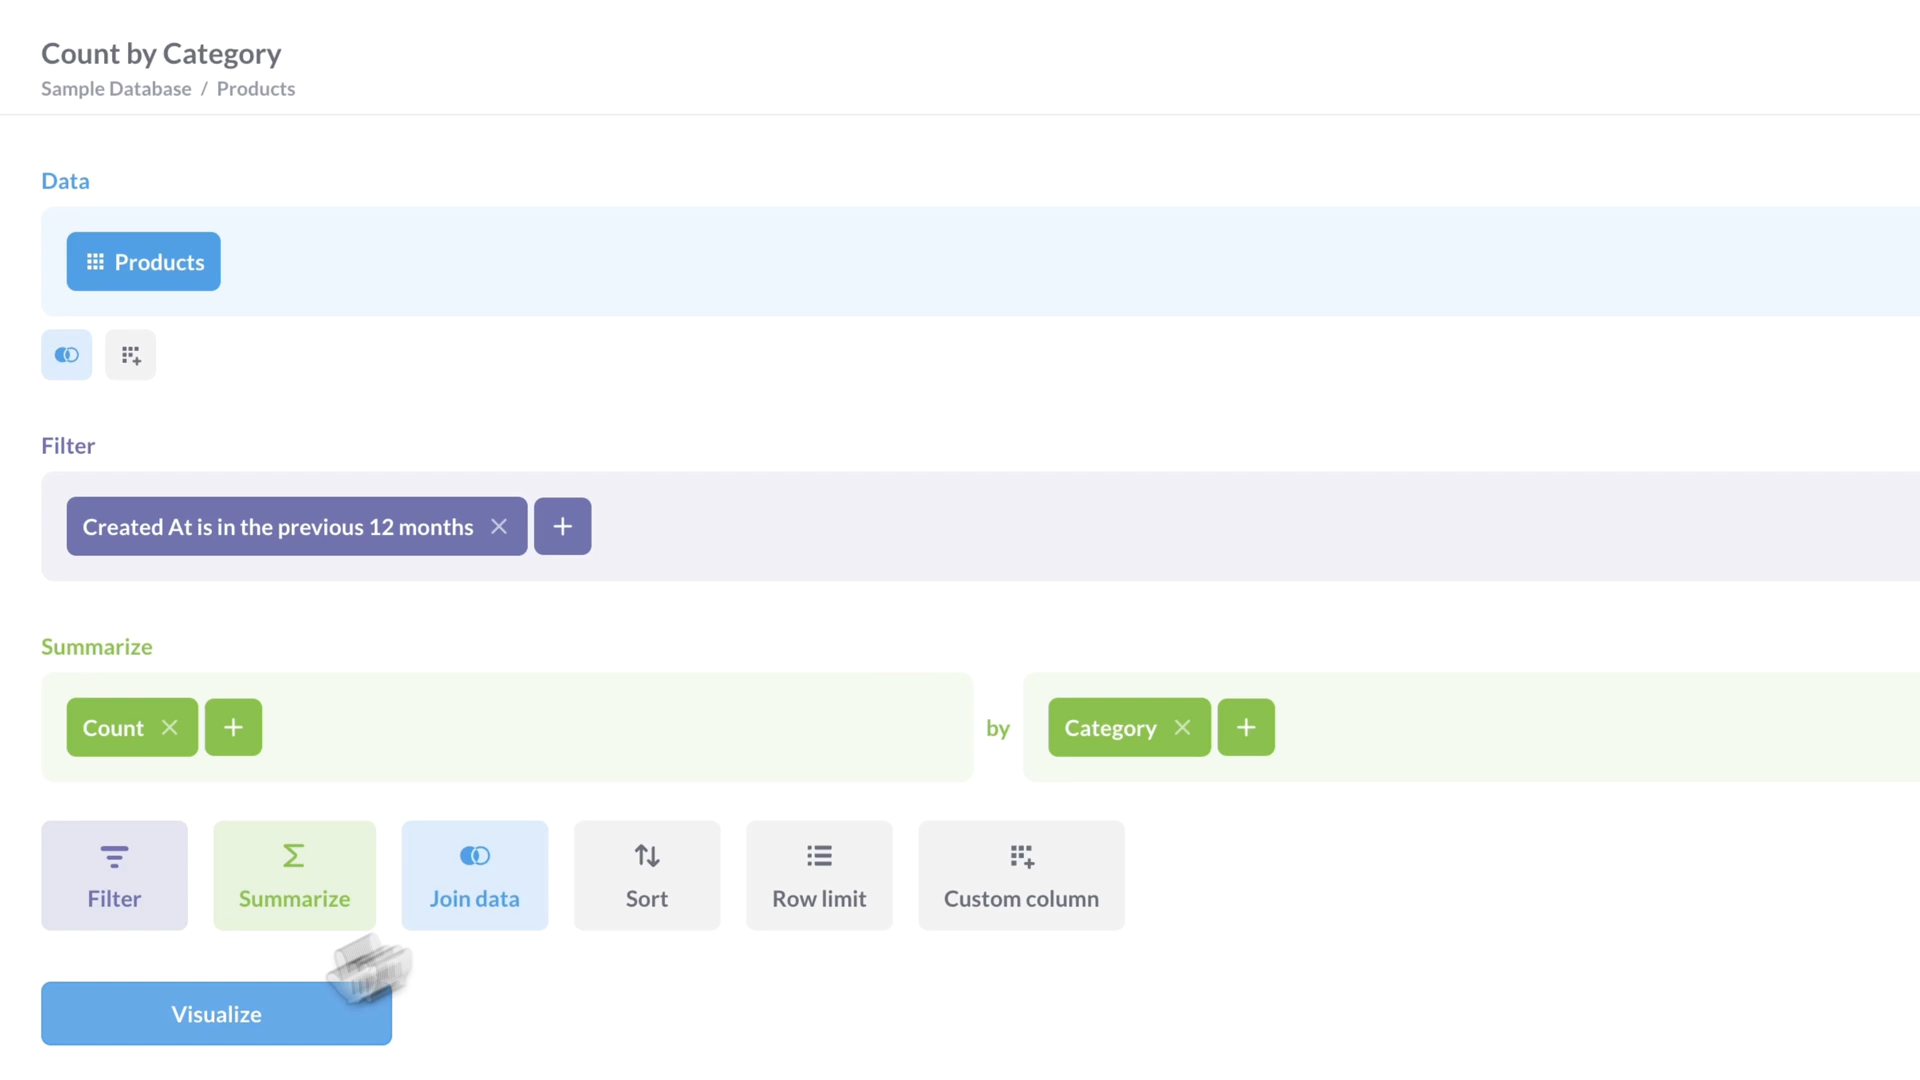 Count by Category
Sample Database / Products
Data
Products
Filter
Created At is in the previous 12 months
Summarize
Count
by
Category
Filter
Summarize
Join data
Sort
Row limit
Custom column
Visualize